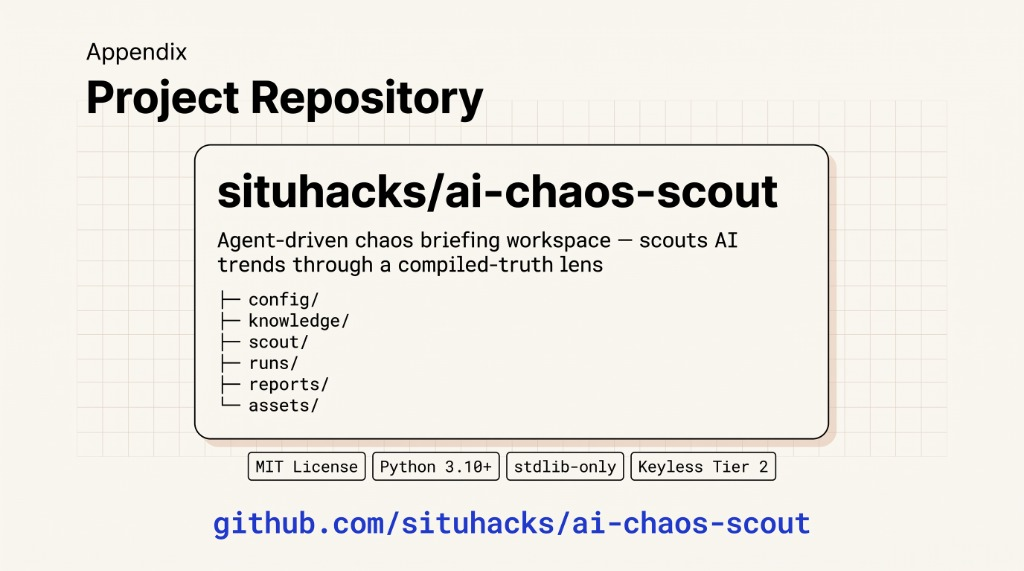 Appendix
Project Repository
situhacks/ai-chaos-scout
Agent-driven chaos briefing workspace — scouts AI
trends through a compiled-truth lens
├─ config/
├─ knowledge/
├─ scout/
├─ runs/
├─ reports/
└─ assets/
MIT License Python 3.10+ stdlib-only Keyless Tier 2
github.com/situhacks/ai-chaos-scout